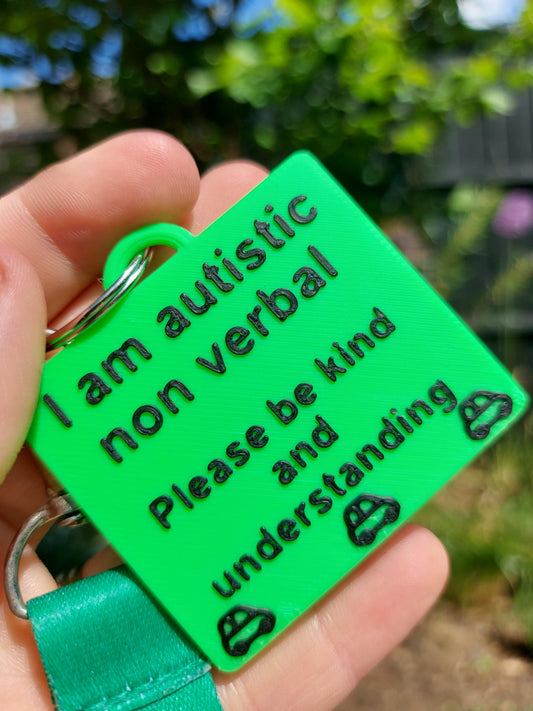 I am autistic
non verbal
Please be kind
and
understanding